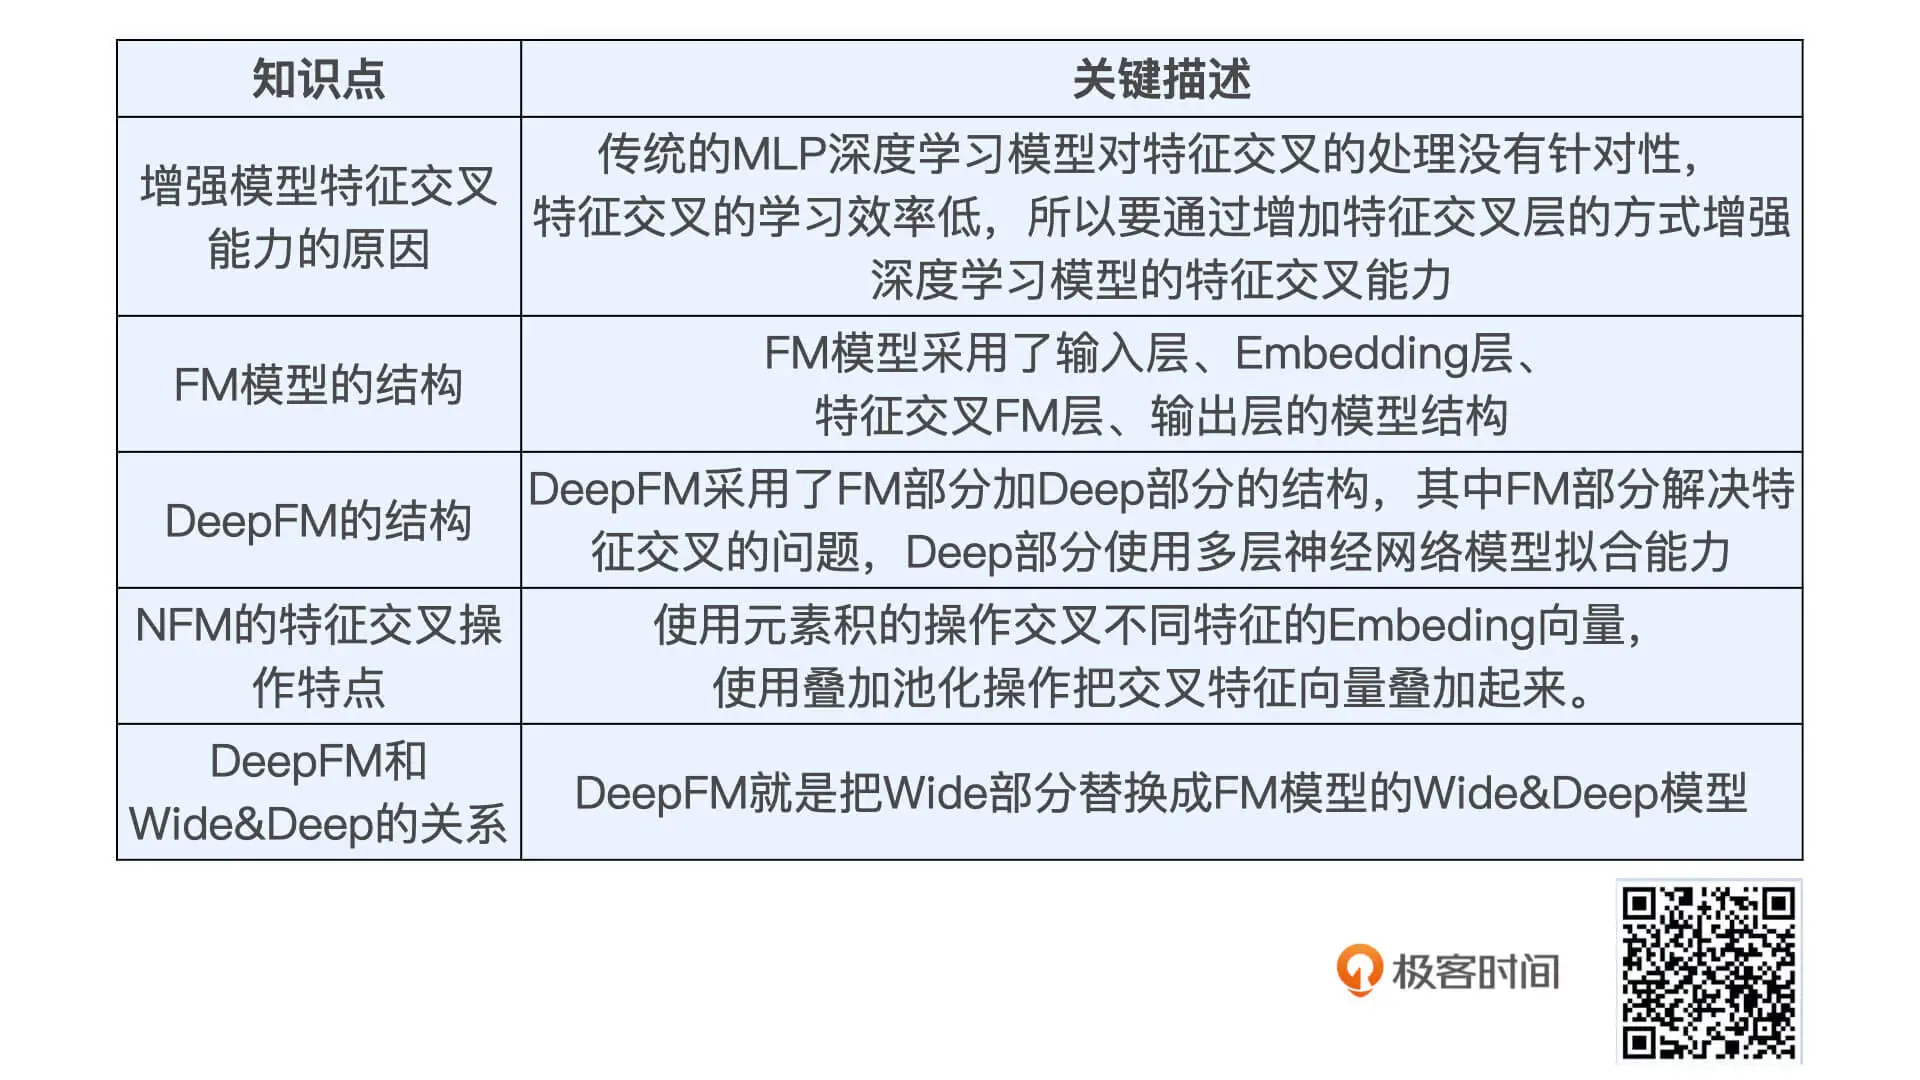 知识点
关键描述
增强模型特征交叉
能力的原因
传统的MLP深度学习模型对特征交叉的处理没有针对性，
特征交叉的学习效率低，所以要通过增加特征交叉层的方式增强
深度学习模型的特征交叉能力
FM模型的结构
FM模型采用了输入层、Embedding层、
特征交叉FM层、输出层的模型结构
DeepFM的结构
DeepFM采用了FM部分加Deep部分的结构，其中FM部分解决特
征交叉的问题，Deep部分使用多层神经网络模型拟合能力
NFM的特征交叉操
作特点
使用元素积的操作交叉不同特征的Embeding向量，
使用叠加池化操作把交叉特征向量叠加起来。
DeepFM和
Wide&Deep的关系
DeepFM就是把Wide部分替换成FM模型的Wide&Deep模型
极客时间